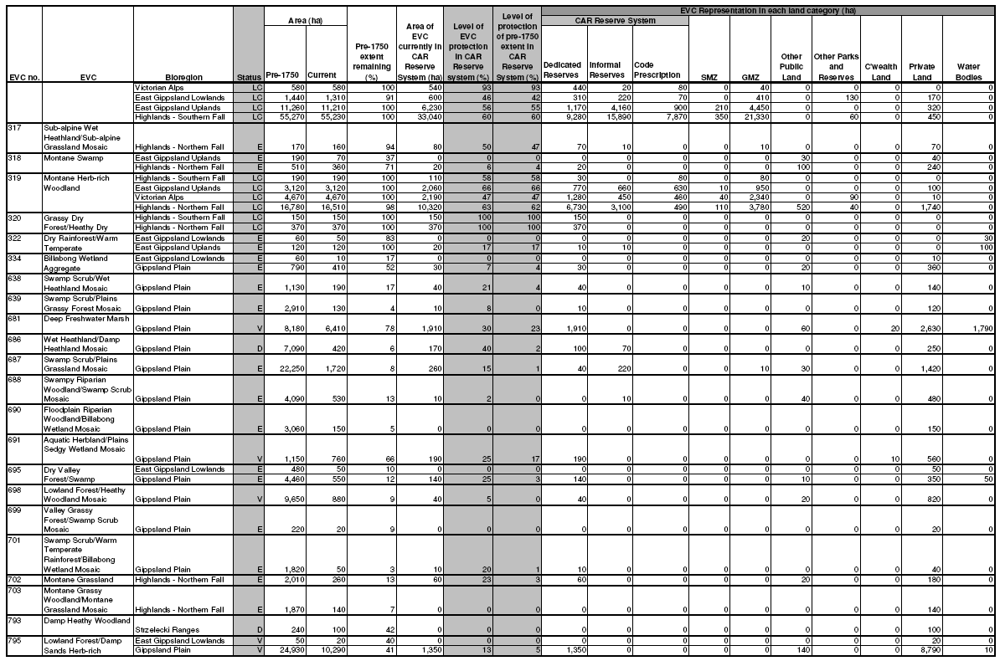 EVC Representation in each land category (ha)
Area (ha) CAR Reserve System
EVC no. EVC Bioregion Status Pre-1750 Current Pre-1750 extent remaining (%) Area of EVC currently in CAR Reserve System (ha) Level of EVC protection in CAR Reserve system (%) Level of protection of pre-1750 extent in CAR Reserve System (%) Dedicated Reserves Informal Reserves Code Prescription SMZ GMZ Other Public Land Other Parks and Reserves C'wealth Land Private Land Water Bodies
Victorian Alps LC 580 580 100 540 93 93 440 20 80 0 40 0 0 0 0 0
East Gippsland Lowlands LC 1,440 1,310 91 600 46 42 310 220 70 0 410 0 130 0 170 0
East Gippsland Uplands LC 11,260 11,210 100 6,230 56 55 1,170 4,160 900 210 4,450 0 0 0 320 0
Highlands - Southern Fall LC 55,270 55,230 100 33,040 60 60 9,280 15,890 7,870 350 21,330 0 60 0 450 0
317 Sub-alpine Wet
Heathland/Sub-alpine
Grassland Mosaic Highlands - Northern Fall E 170 160 94 80 50 47 70 10 0 0 10 0 0 0 70 0
318 Montane Swamp East Gippsland Uplands E 190 70 37 0 0 0 0 0 0 0 0 30 0 0 40 0
Highlands - Northern Fall E 510 360 71 20 6 4 20 0 0 0 0 100 0 0 240 0
319 Montane Herb-rich Highlands - Southern Fall LC 190 190 100 110 58 58 30 0 80 0 80 0 0 0 0 0
Woodland East Gippsland Uplands LC 3,120 3,120 100 2,060 66 66 770 660 630 10 950 0 0 0 100 0
Victorian Alps LC 4,670 4,670 100 2,190 47 47 1,280 450 460 40 2,340 0 90 0 10 0
Highlands - Northern Fall LC 16,780 16,510 98 10,320 63 62 6,730 3,100 490 110 3,780 520 40 0 1,740 0
320 Grassy Dry Highlands - Southern Fall LC 150 150 100 150 100 100 150 0 0 0 0 0 0 0 0 0
Forest/Heathy Dry Highlands - Northern Fall LC 370 370 100 370 100 100 370 0 0 0 0 0 0 0 0 0
322 Dry Rainforest/Warm East Gippsland Lowlands E 60 50 83 0 0 0 0 0 0 0 0 20 0 0 0 30
Temperate East Gippsland Uplands E 120 120 100 20 17 17 10 10 0 0 0 0 0 0 0 100
334 Billabong Wetland East Gippsland Lowlands E 60 10 17 0 0 0 0 0 0 0 0 0 0 0 10 0
Aggregate Gippsland Plain E 790 410 52 30 7 4 30 0 0 0 0 20 0 0 360 0
638 Swamp Scrub/Wet
Heathland Mosaic Gippsland Plain E 1,130 190 17 40 21 4 40 0 0 0 0 10 0 0 140 0
639 Swamp Scrub/Plains
Grassy Forest Mosaic Gippsland Plain E 2,910 130 4 10 8 0 10 0 0 0 0 0 0 0 120 0
681 Deep Freshwater Marsh
Gippsland Plain V 8,180 6,410 78 1,910 30 23 1,910 0 0 0 0 60 0 20 2,630 1,790
686 Wet Heathland/Damp
Heathland Mosaic Gippsland Plain D 7,090 420 6 170 40 2 100 70 0 0 0 0 0 0 250 0
687 Swamp Scrub/Plains
Grassland Mosaic Gippsland Plain E 22,250 1,720 8 260 15 1 40 220 0 0 10 30 0 0 1,420 0
688 Swampy Riparian
Woodland/Swamp Scrub
Mosaic Gippsland Plain E 4,090 530 13 10 2 0 0 10 0 0 0 40 0 0 480 0
690 Floodplain Riparian
Woodland/Billabong
Wetland Mosaic Gippsland Plain E 3,060 150 5 0 0 0 0 0 0 0 0 0 0 0 150 0
691 Aquatic Herbland/Plains
Sedgy Wetland Mosaic
Gippsland Plain V 1,150 760 66 190 25 17 190 0 0 0 0 0 0 10 560 0
695 Dry Valley East Gippsland Lowlands E 480 50 10 0 0 0 0 0 0 0 0 0 0 0 50 0
Forest/Swamp Gippsland Plain E 4,460 550 12 140 25 3 140 0 0 0 0 10 0 0 350 50
698 Lowland Forest/Heathy
Woodland Mosaic Gippsland Plain V 9,650 880 9 40 5 0 40 0 0 0 0 20 0 0 820 0
699 Valley Grassy
Forest/Swamp Scrub
Mosaic Gippsland Plain E 220 20 9 0 0 0 0 0 0 0 0 0 0 0 20 0
701 Swamp Scrub/Warm
Temperate
Rainforest/Billabong
Wetland Mosaic Gippsland Plain E 1,820 50 3 10 20 1 10 0 0 0 0 0 0 0 40 0
702 Montane Grassland Highlands - Northern Fall E 2,010 260 13 60 23 3 60 0 0 0 0 20 0 0 180 0
703 Montane Grassy
Woodland/Montane
Grassland Mosaic Highlands - Northern Fall E 1,870 140 7 0 0 0 0 0 0 0 0 0 0 0 140 0
793 Damp Heathy Woodland
Strzelecki Ranges D 240 100 42 0 0 0 0 0 0 0 0 0 0 0 100 0
795 Lowland Forest/Damp East Gippsland Lowlands V 50 20 40 0 0 0 0 0 0 0 0 0 0 0 20 0
Sands Herb-rich Gippsland Plain V 24,930 10,290 41 1,350 13 5 1,350 0 0 0 0 140 0 0 8,790 10